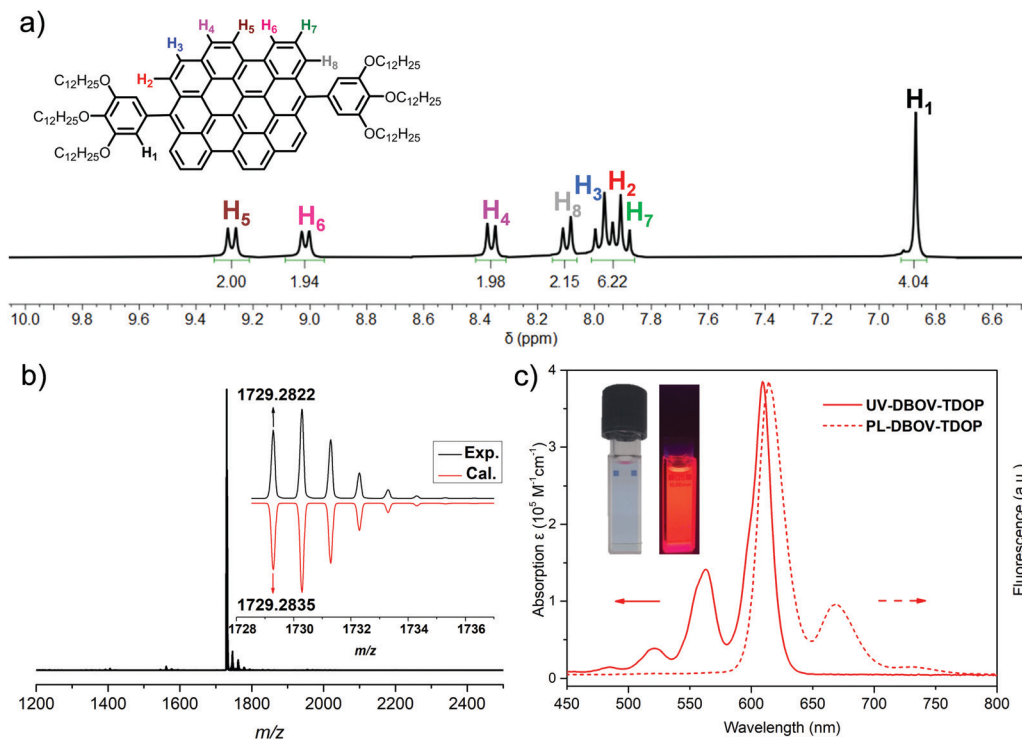 a)
H4 H5 H6 H7
H3
H8
H2
C12H25O
C12H25O
C12H25O
H1
OC12H25
OC12H25
OC12H25
H5 H6 H4 H8 H3 H2 H7 H1
2.00 1.94 1.98 2.15 6.22 4.04
10.0 9.8 9.6 9.4 9.2 9.0 8.8 8.6 8.4 8.2 8.0 7.8 7.6 7.4 7.2 7.0 6.8 6.6
δ (ppm)
b)
1729.2822
Exp.
Cal.
1729.2835
1728 1730 1732 1734 1736
m/z
1200 1400 1600 1800 2000 2200 2400
m/z
c)
UV-DBOV-TDOP
PL-DBOV-TDOP
Absorption ε (10⁵ M⁻¹cm⁻¹)
4
3
2
1
0
Fluorescence (a.u.)
450 500 550 600 650 700 750 800
Wavelength (nm)